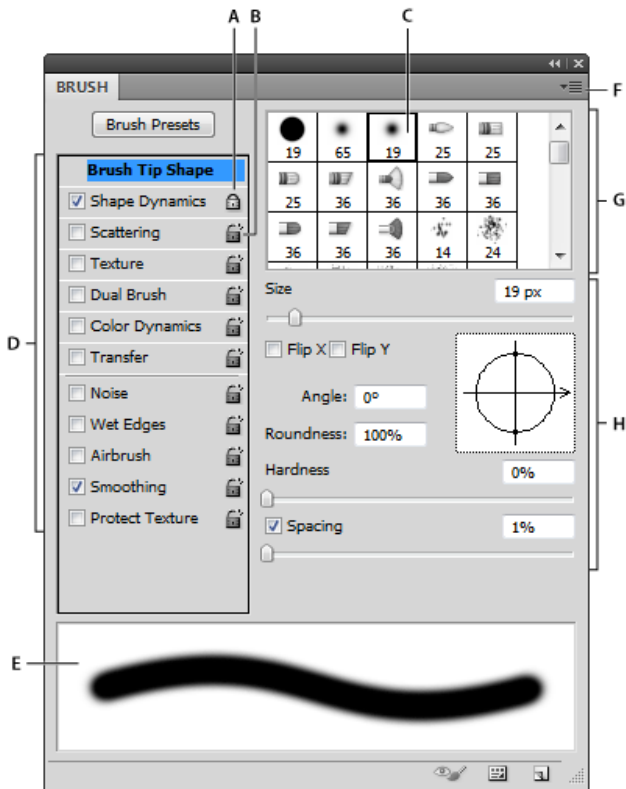 A B C
BRUSH
F
Brush Presets
19 65 19 25 25
25 36 36 36 36
36 36 36 14 24
G
Brush Tip Shape
Shape Dynamics
Scattering
Texture
Dual Brush
Color Dynamics
Transfer
Noise
Wet Edges
Airbrush
Smoothing
Protect Texture
D
Size 19 px
Flip X Flip Y
Angle: 0º
Roundness: 100%
Hardness 0%
Spacing 1%
H
E